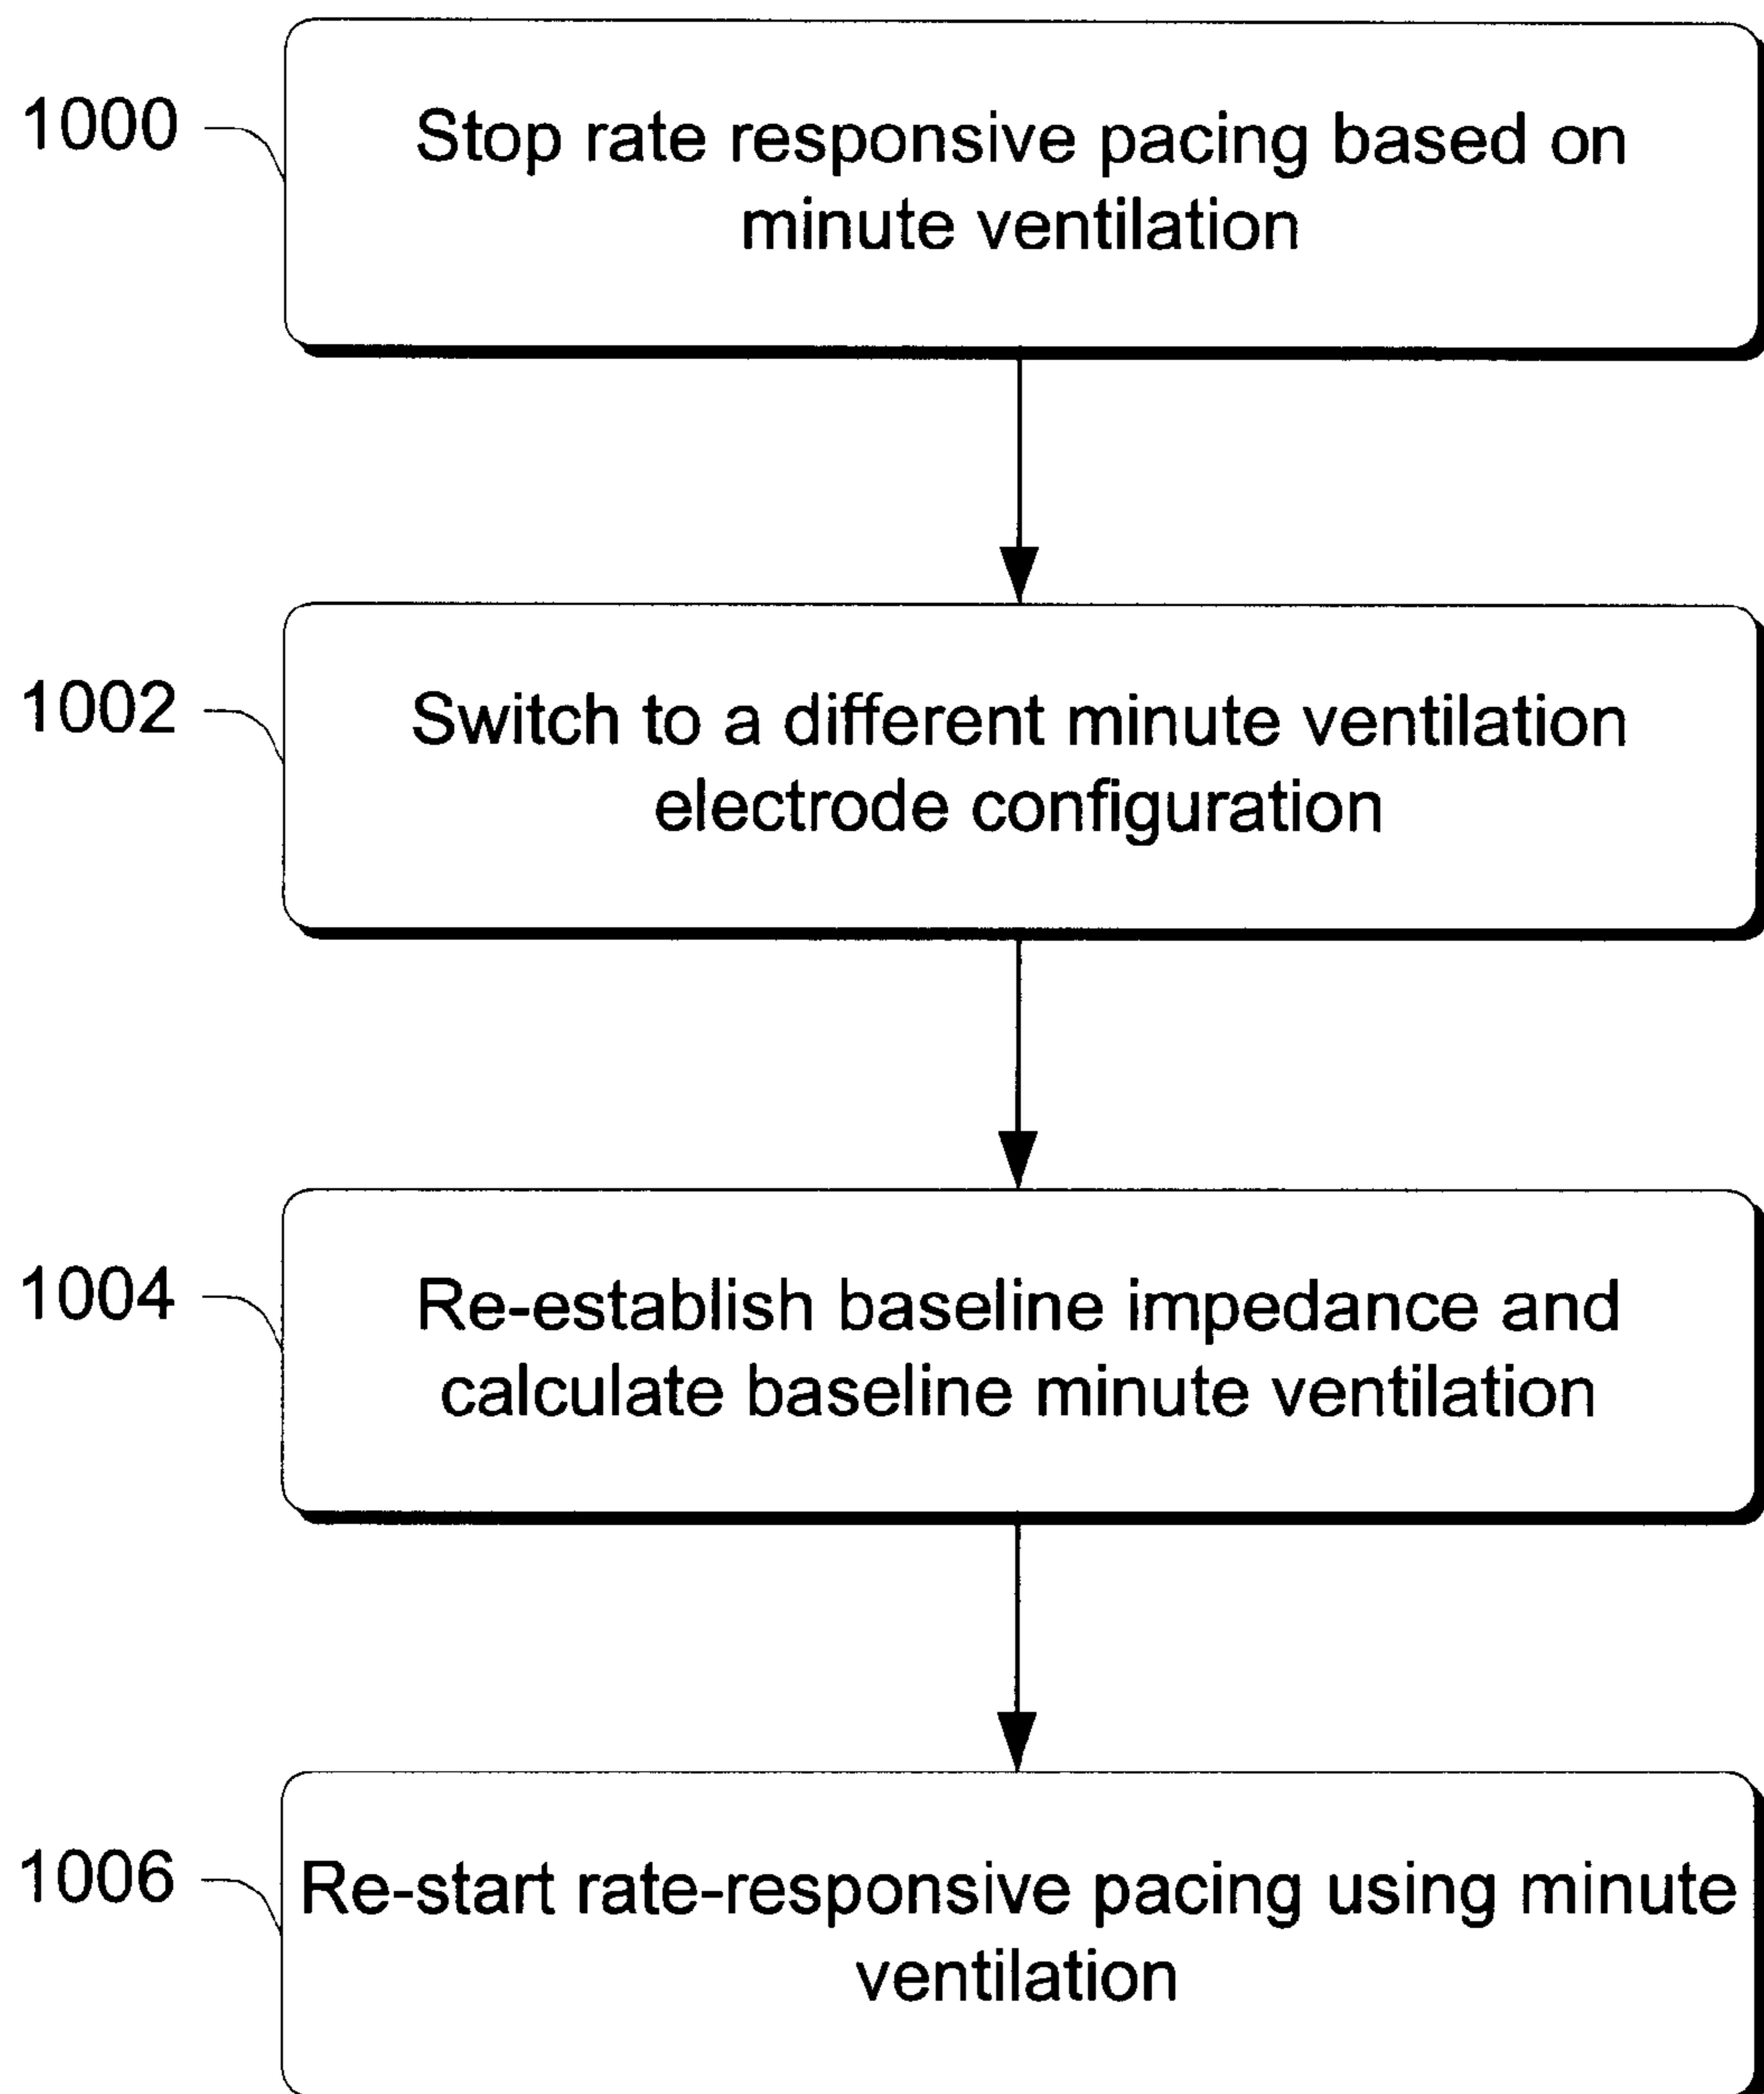 1000
Stop rate responsive pacing based on
minute ventilation
1002
Switch to a different minute ventilation
electrode configuration
1004
Re-establish baseline impedance and
calculate baseline minute ventilation
1006
Re-start rate-responsive pacing using minute
ventilation